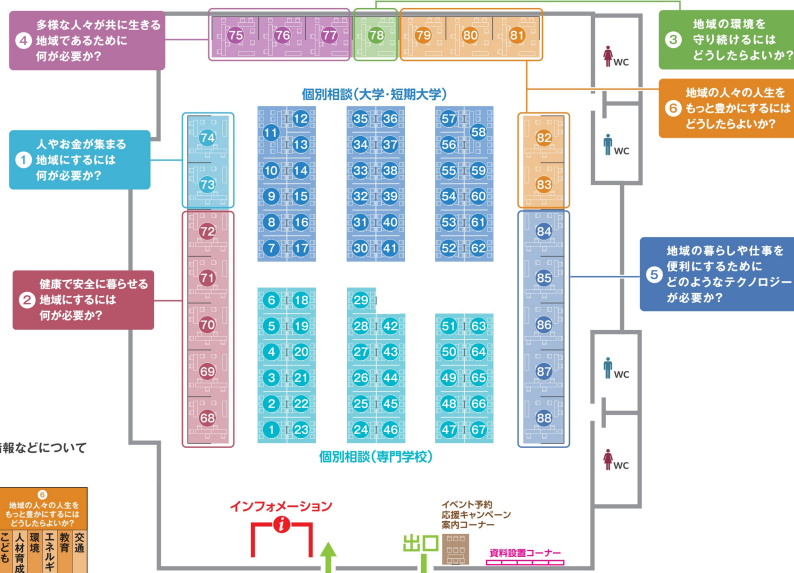 4
多様な人々が共に生きる
地域であるために
何が必要か?
75 76 77 78 79 80 81
3
地域の環境を
守り続けるには
どうしたらよいか?
WC
6
地域の人々の人生を
もっと豊かにするには
どうしたらよいか?
WC
1
人やお金が集まる
地域にするには
何が必要か?
74
73
82
83
個別相談(大学・短期大学)
11 12 35 36 57 58
13 34 37 56
10 14 33 38 55 59
9 15 32 39 54 60
8 16 31 40 53 61
7 17 30 41 52 62
2
健康で安全に暮らせる
地域にするには
何が必要か?
72
71
70
69
68
84
85
86
87
88
5
地域の暮らしや仕事を
便利にするために
どのようなテクノロジー
が必要か?
6 18 29
5 19 28 42 51 63
4 20 27 43 50 64
3 21 26 44 49 65
2 22 25 45 48 66
1 23 24 46 47 67
個別相談(専門学校)
WC
WC
情報などについて
6
地域の人々の人生を
もっと豊かにするには
どうしたらよいか?
こども
人材育成
環境
エネルギ
教育
交通
インフォメーション
i
出口
イベント予約
応援キャンペーン
案内コーナー
資料設置コーナー